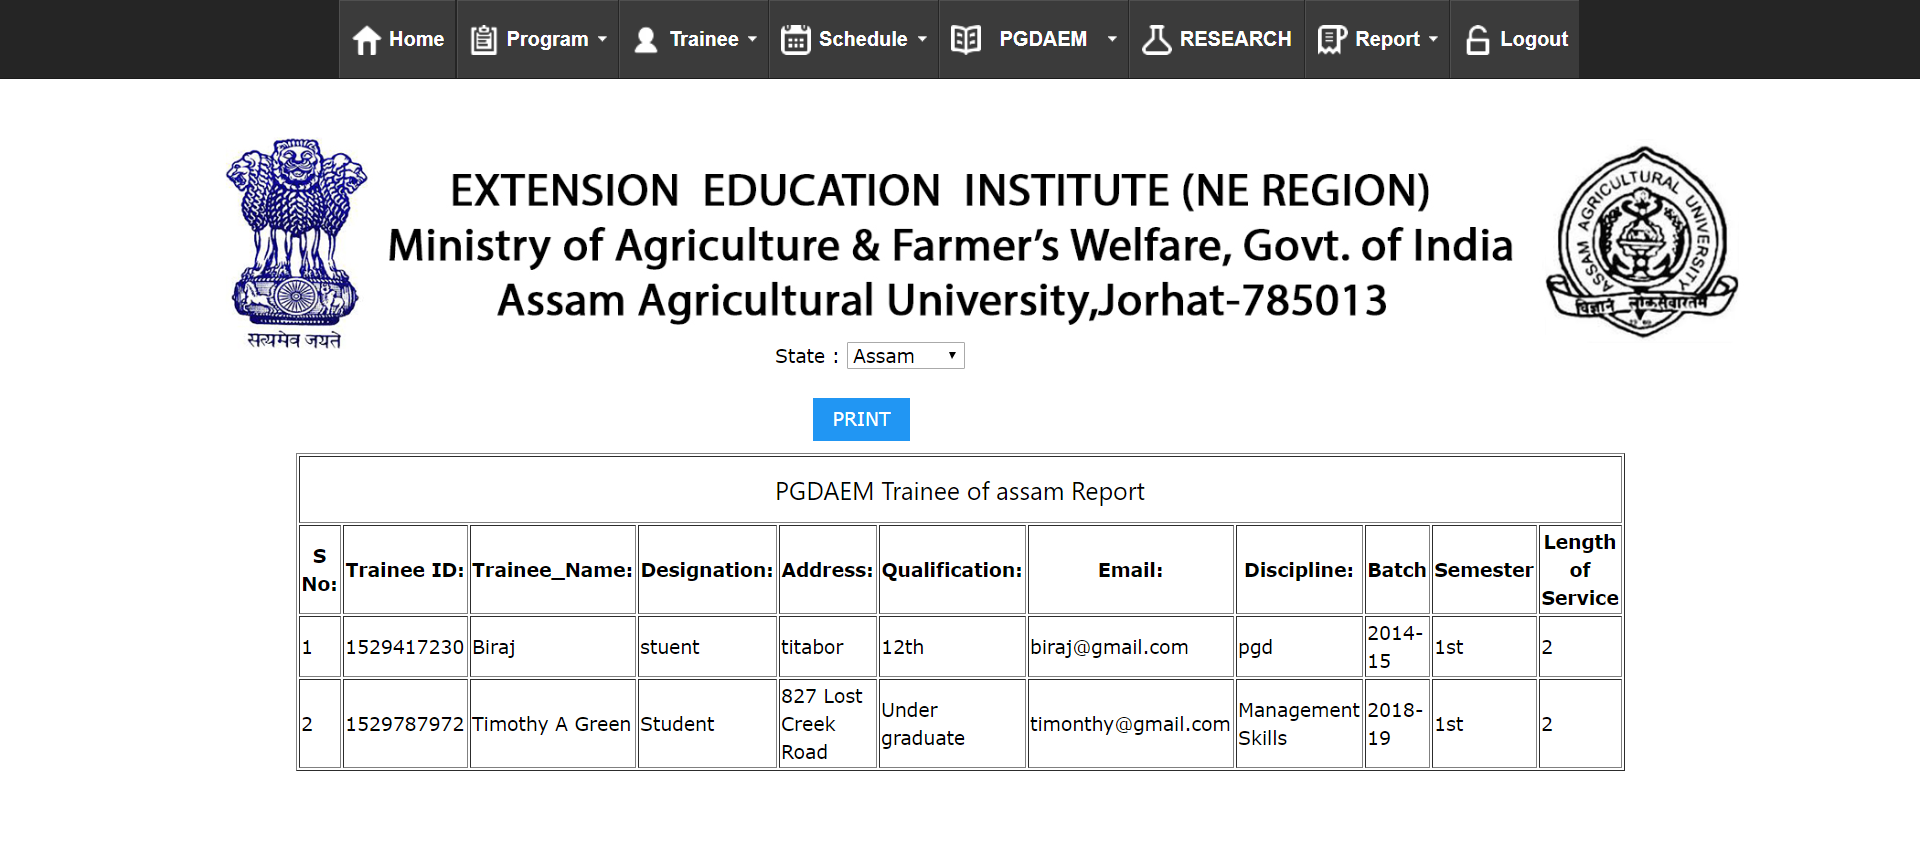 Home Program Trainee Schedule PGDAEM RESEARCH Report Logout
EXTENSION EDUCATION INSTITUTE (NE REGION)
Ministry of Agriculture & Farmer's Welfare, Govt. of India
Assam Agricultural University,Jorhat-785013
सत्यमेव जयते
ASSAM AGRICULTURAL UNIVERSITY
विज्ञानं लोकसेवारतम्
State : Assam
PRINT
PGDAEM Trainee of assam Report
S No: Trainee ID: Trainee_Name: Designation: Address: Qualification: Email: Discipline: Batch Semester Length of Service
1 1529417230 Biraj stuent titabor 12th biraj@gmail.com pgd 2014-15 1st 2
2 1529787972 Timothy A Green Student 827 Lost Creek Road Under graduate timonthy@gmail.com Management Skills 2018-19 1st 2